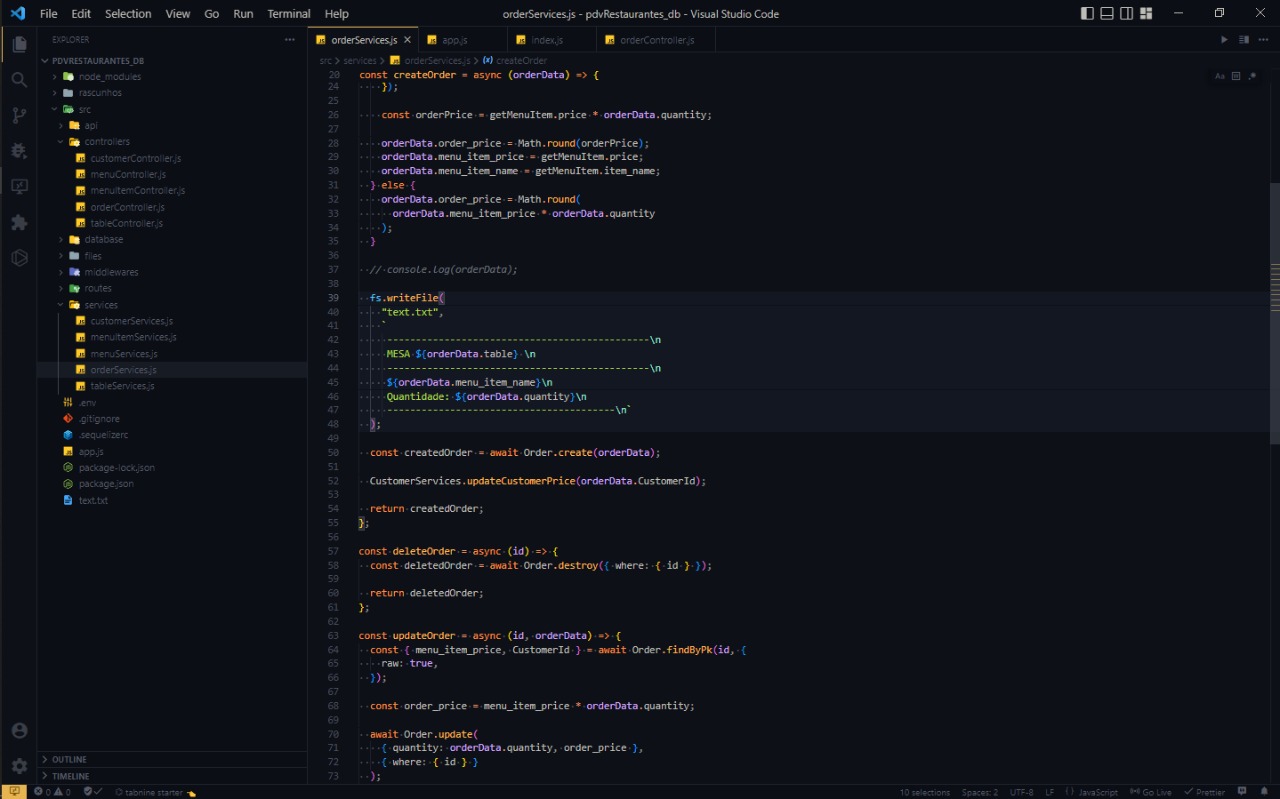 File Edit Selection View Go Run Terminal Help
orderServices.js - pdvRestaurantes_db - Visual Studio Code
EXPLORER
PDVRESTAURANTES_DB
node_modules
rascunhos
src
api
controllers
customerController.js
menuController.js
menuItemController.js
orderController.js
tableController.js
database
files
middlewares
routes
services
customerServices.js
menuItemServices.js
menuServices.js
orderServices.js
tableServices.js
.env
.gitignore
.sequelizerc
app.js
package-lock.json
package.json
text.txt
OUTLINE
TIMELINE
orderServices.js app.js index.js orderController.js
src > services > orderServices.js > createOrder
20 const createOrder = async (orderData) => {
24 });
25
26 const orderPrice = getMenuItem.price * orderData.quantity;
27
28 orderData.order_price = Math.round(orderPrice);
29 orderData.menu_item_price = getMenuItem.price;
30 orderData.menu_item_name = getMenuItem.item_name;
31 } else {
32 orderData.order_price = Math.round(
33 orderData.menu_item_price * orderData.quantity
34 );
35 }
36
37 // console.log(orderData);
38
39 fs.writeFile(
40 "text.txt",
41 `
42 ----------------------------------------------\n
43 MESA ${orderData.table} \n
44 ----------------------------------------------\n
45 ${orderData.menu_item_name}\n
46 Quantidade: ${orderData.quantity}\n
47 ----------------------------------------\n`
48 );
49
50 const createdOrder = await Order.create(orderData);
51
52 CustomerServices.updateCustomerPrice(orderData.CustomerId);
53
54 return createdOrder;
55 };
56
57 const deleteOrder = async (id) => {
58 const deletedOrder = await Order.destroy({ where: { id } });
59
60 return deletedOrder;
61 };
62
63 const updateOrder = async (id, orderData) => {
64 const { menu_item_price, CustomerId } = await Order.findByPk(id, {
65 raw: true,
66 });
67
68 const order_price = menu_item_price * orderData.quantity;
69
70 await Order.update(
71 { quantity: orderData.quantity, order_price },
72 { where: { id } }
73 );
Aa
0 0 tabnine starter 10 selections Spaces: 2 UTF-8 LF {} JavaScript Go Live Prettier